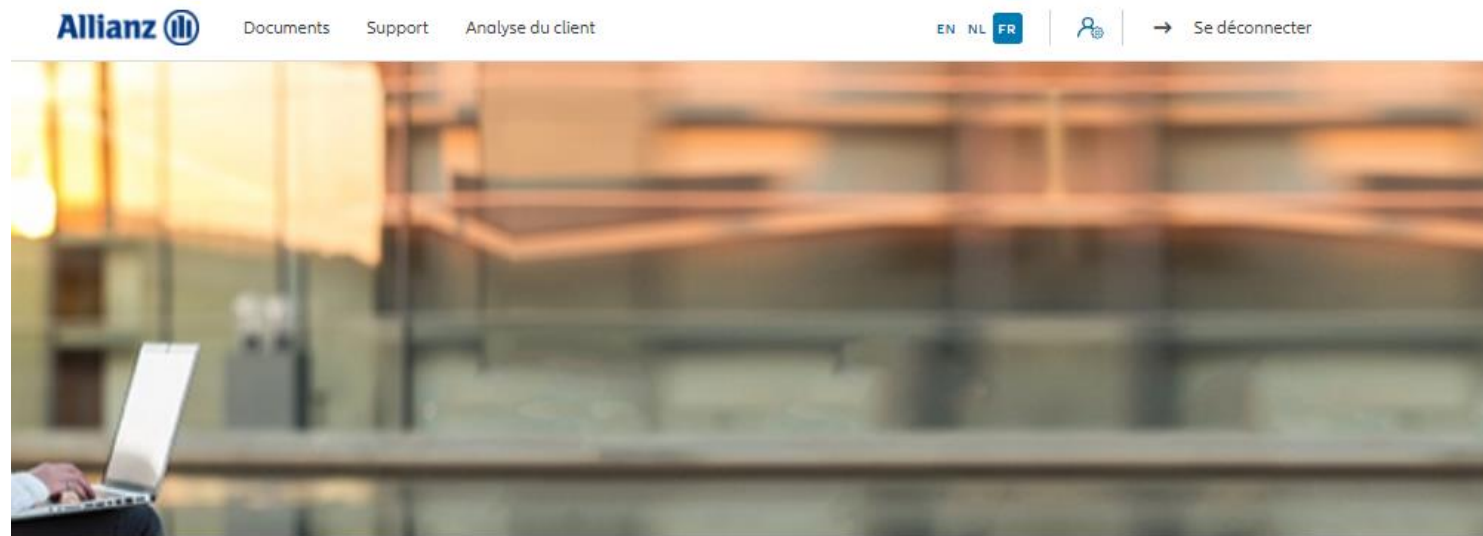 Allianz Documents Support Analyse du client EN NL FR → Se déconnecter